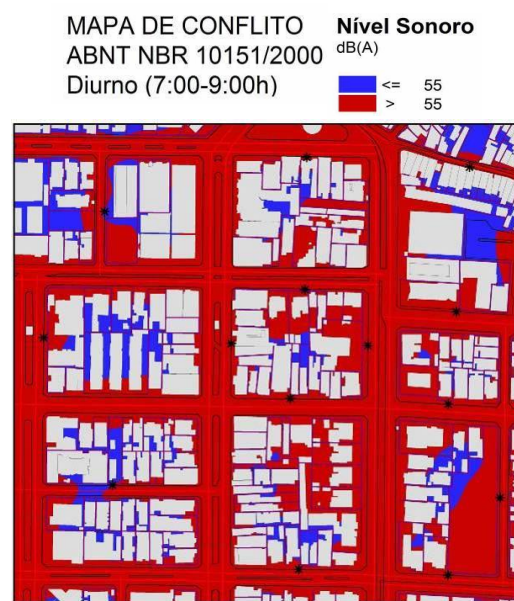 MAPA DE CONFLITO
ABNT NBR 10151/2000
Diurno (7:00-9:00h)
Nível Sonoro
dB(A)
<= 55
> 55